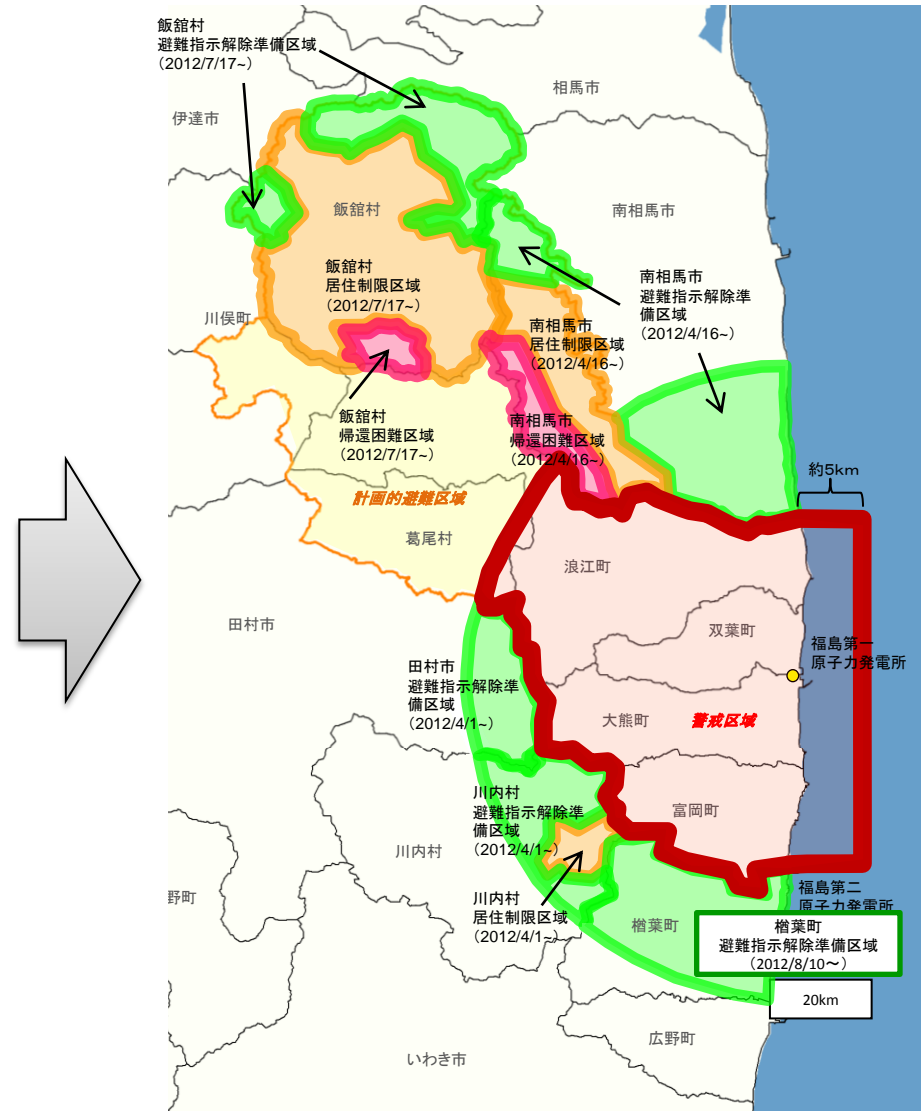 飯舘村
避難指示解除準備区域
(2012/7/17~)
相馬市
伊達市
飯舘村
南相馬市
飯舘村
居住制限区域
(2012/7/17~)
南相馬市
避難指示解除準
備区域
(2012/4/16~)
川俣町
南相馬市
居住制限区域
(2012/4/16~)
飯舘村
帰還困難区域
(2012/7/17~)
南相馬市
帰還困難区域
(2012/4/16~)
約5km
計画的避難区域
葛尾村
浪江町
田村市
双葉町
福島第一
原子力発電所
田村市
避難指示解除準
備区域
(2012/4/1~)
大熊町
警戒区域
川内村
避難指示解除準
備区域
(2012/4/1~)
富岡町
川内村
野町
川内村
居住制限区域
(2012/4/1~)
福島第二
原子力発電所
楢葉町
楢葉町
避難指示解除準備区域
(2012/8/10～)
20km
広野町
いわき市